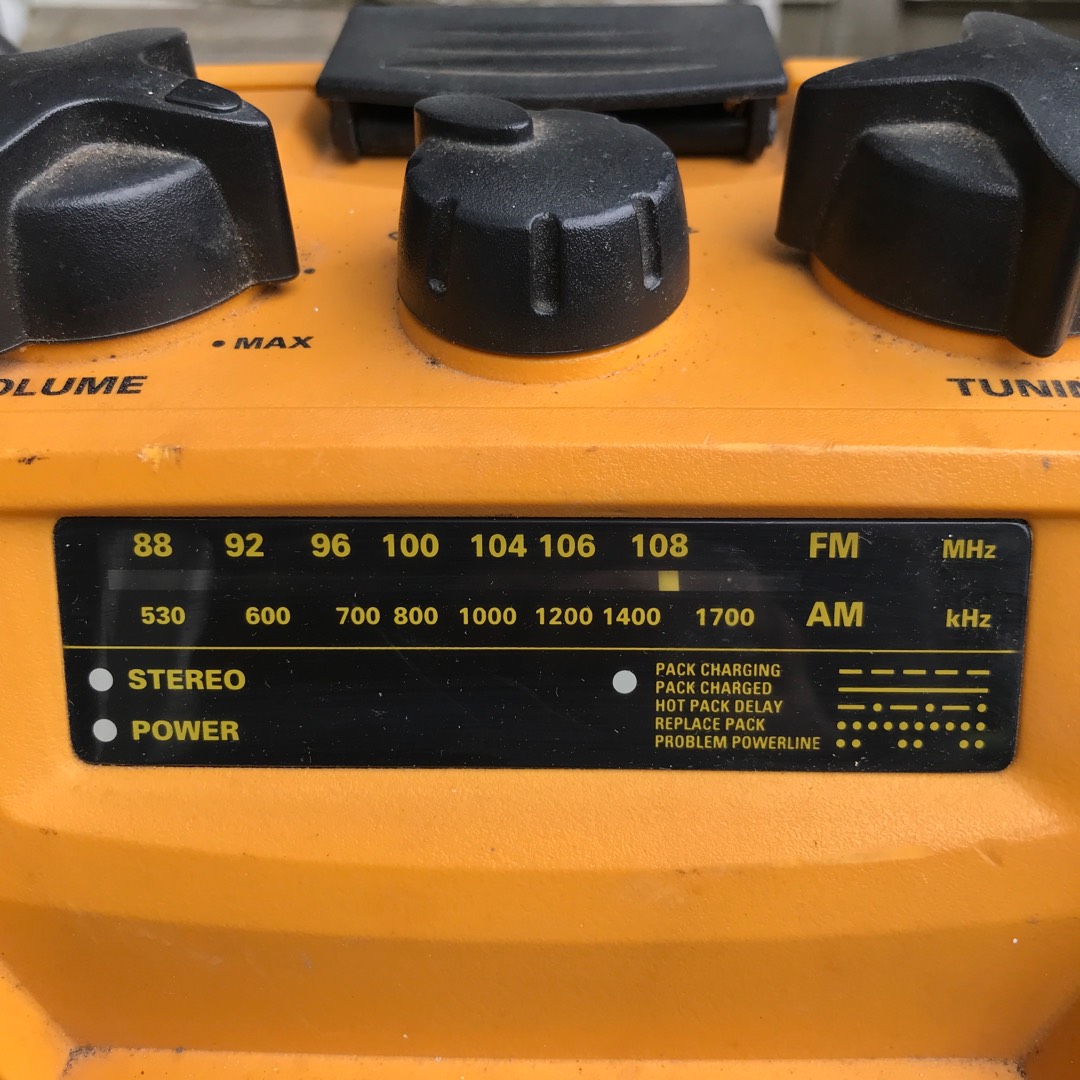 MAX
OLUME
TUNIN
88 92 96 100 104 106 108 FM MHz
530 600 700 800 1000 1200 1400 1700 AM kHz
STEREO
POWER
PACK CHARGING
PACK CHARGED
HOT PACK DELAY
REPLACE PACK
PROBLEM POWERLINE